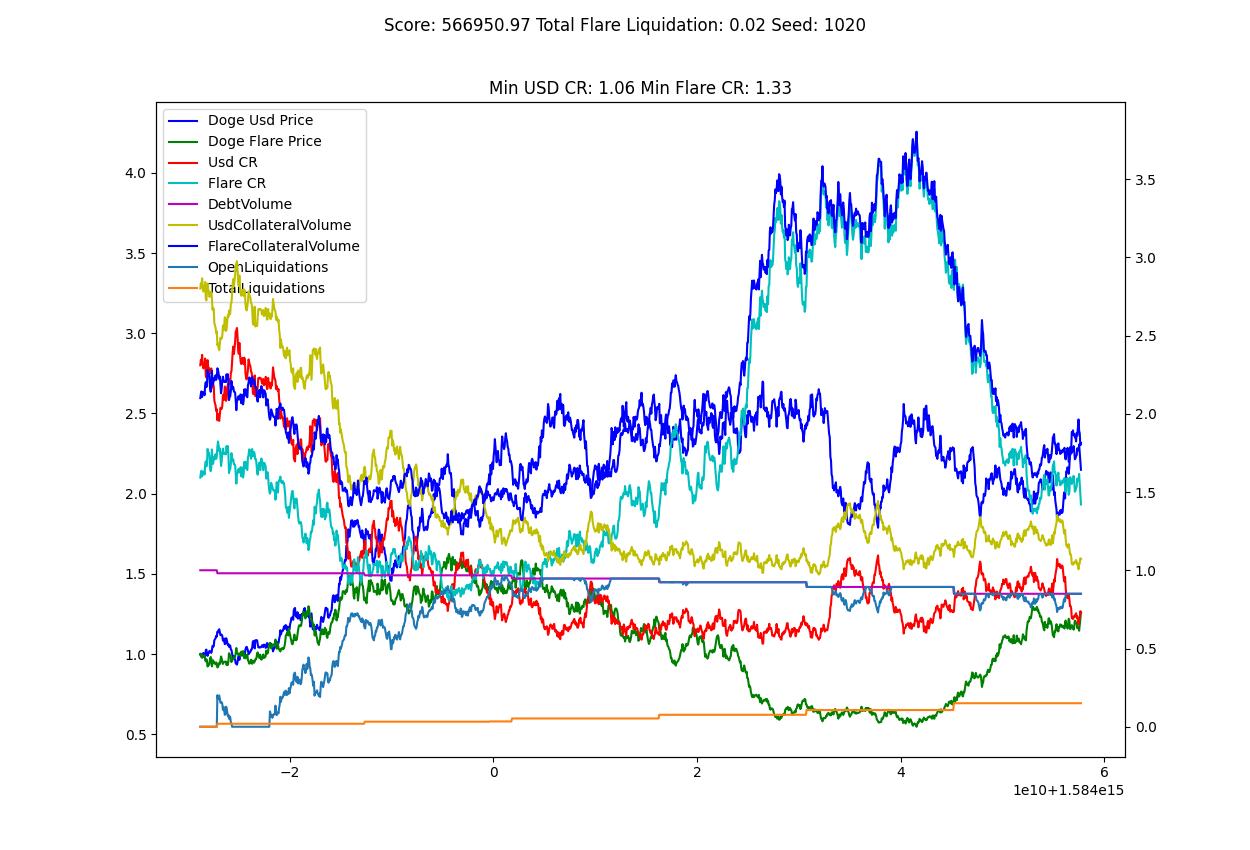 Score: 566950.97 Total Flare Liquidation: 0.02 Seed: 1020
Min USD CR: 1.06 Min Flare CR: 1.33
Doge Usd Price
Doge Flare Price
Usd CR
Flare CR
DebtVolume
UsdCollateralVolume
FlareCollateralVolume
OpenLiquidations
TotalLiquidations
4.0
3.5
3.0
2.5
2.0
1.5
1.0
0.5
3.5
3.0
2.5
2.0
1.5
1.0
0.5
0.0
−2 0 2 4 6
1e10+1.584e15